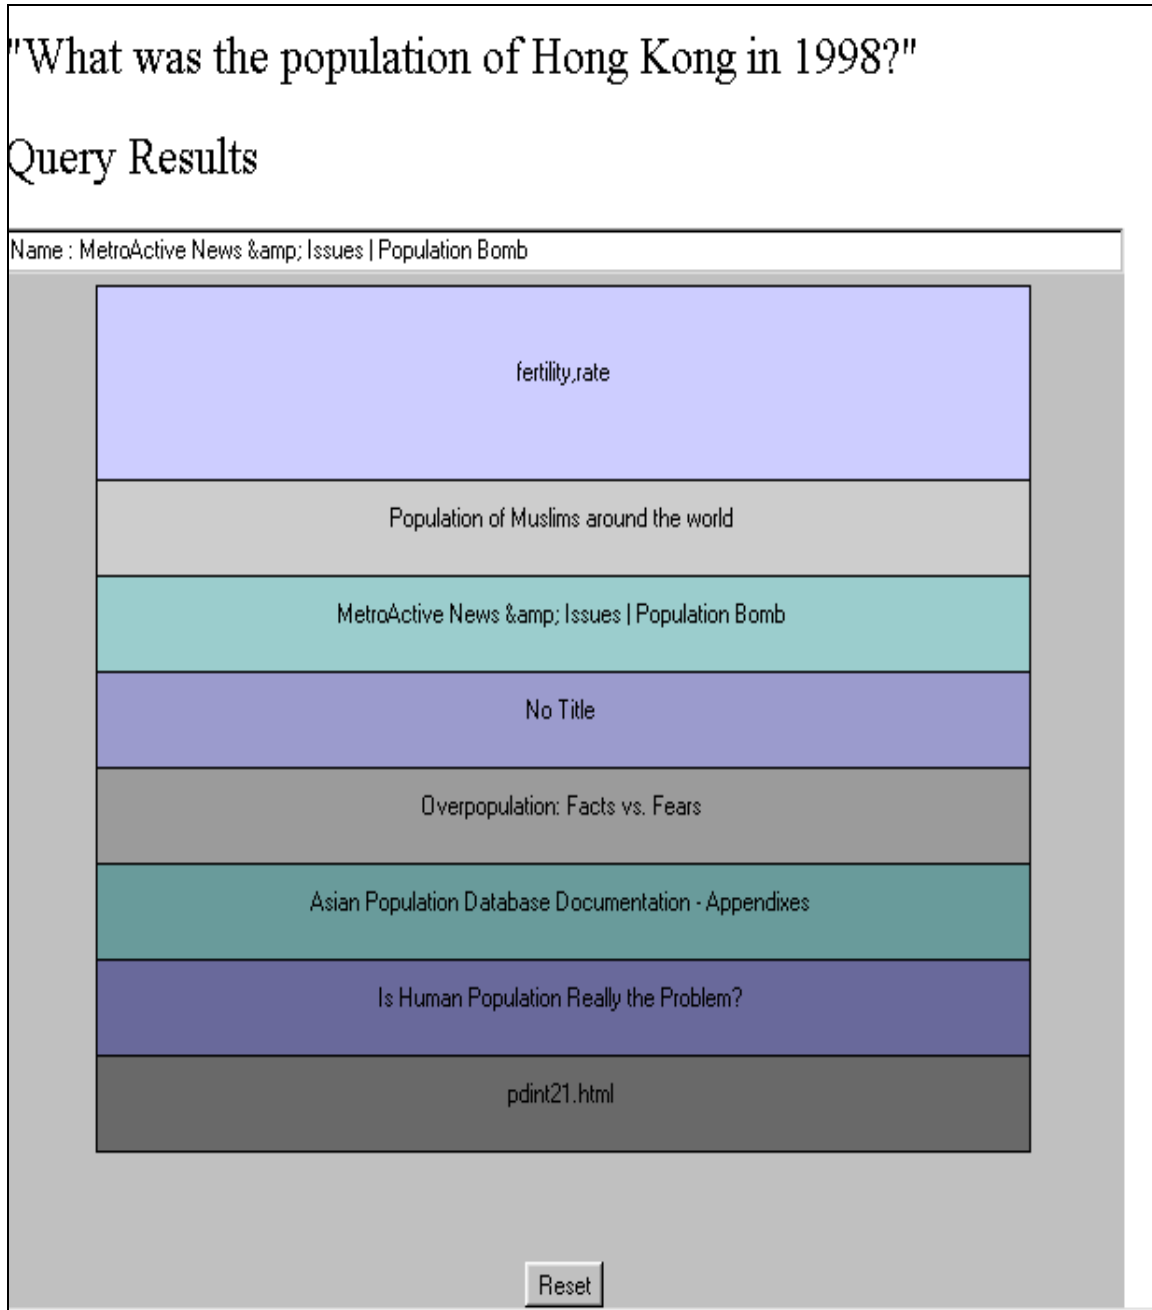 "What was the population of Hong Kong in 1998?"
Query Results
Name : MetroActive News &amp; Issues | Population Bomb
fertility,rate
Population of Muslims around the world
MetroActive News &amp; Issues | Population Bomb
No Title
Overpopulation: Facts vs. Fears
Asian Population Database Documentation - Appendixes
Is Human Population Really the Problem?
pdint21.html
Reset